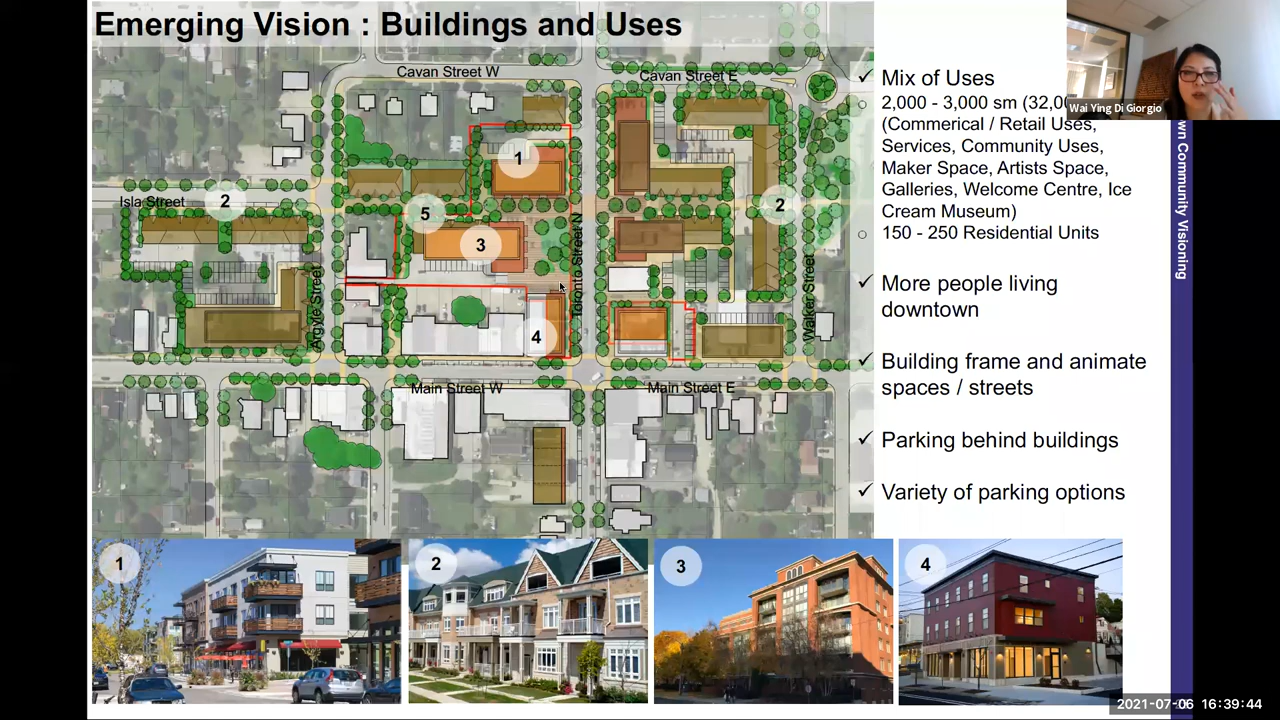 Emerging Vision : Buildings and Uses
Cavan Street W
Cavan Street E
Isla Street
Argyle Street
Toronto Street N
Walker Street
Main Street W
Main Street E
1
2
5
3
2
4
✓ Mix of Uses
○ 2,000 - 3,000 sm
(Commerical / Retail Uses,
Services, Community Uses,
Maker Space, Artists Space,
Galleries, Welcome Centre, Ice
Cream Museum)
○ 150 - 250 Residential Units
✓ More people living
downtown
✓ Building frame and animate
spaces / streets
✓ Parking behind buildings
✓ Variety of parking options
Community Visioning
Wai Ying Di Giorgio
1
2
3
4
2021-07-06 16:39:44